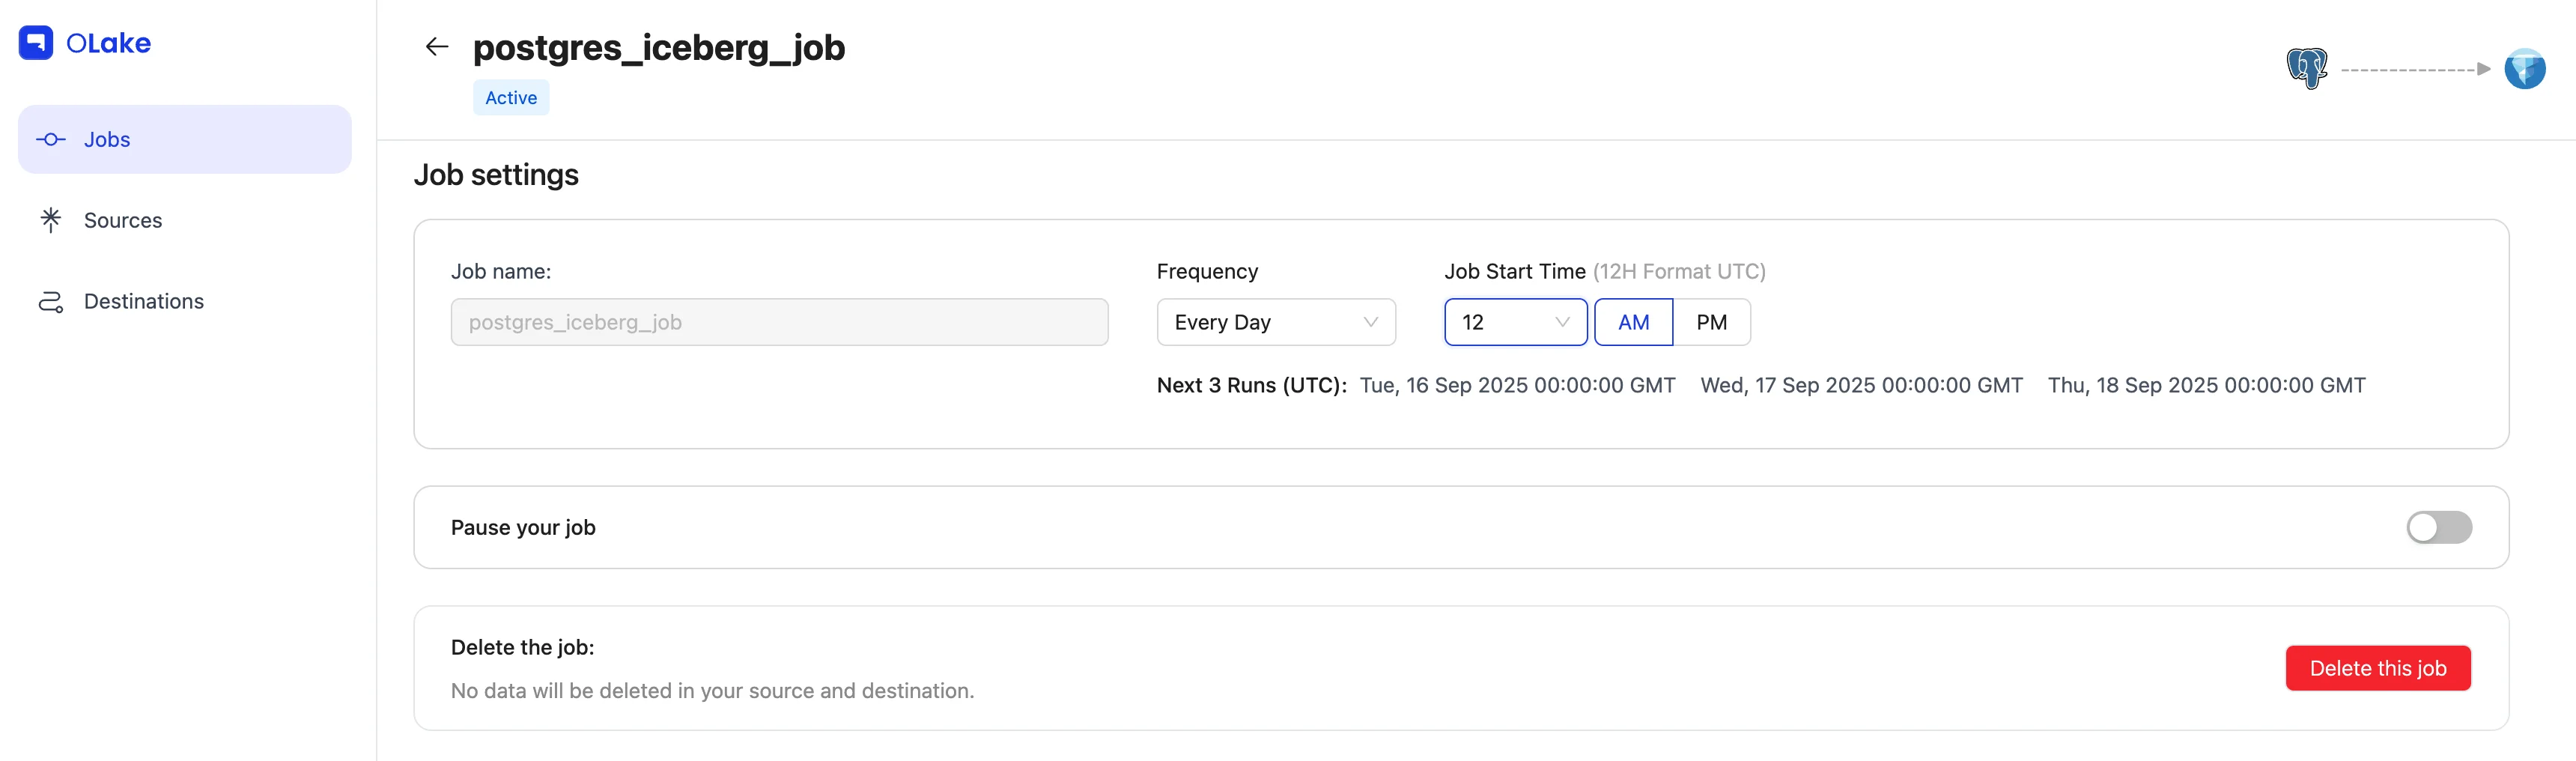 OLake
Jobs
Sources
Destinations
postgres_iceberg_job
Active
Job settings
Job name:
postgres_iceberg_job
Frequency
Every Day
Job Start Time (12H Format UTC)
12
AM
PM
Next 3 Runs (UTC): Tue, 16 Sep 2025 00:00:00 GMT Wed, 17 Sep 2025 00:00:00 GMT Thu, 18 Sep 2025 00:00:00 GMT
Pause your job
Delete the job:
No data will be deleted in your source and destination.
Delete this job